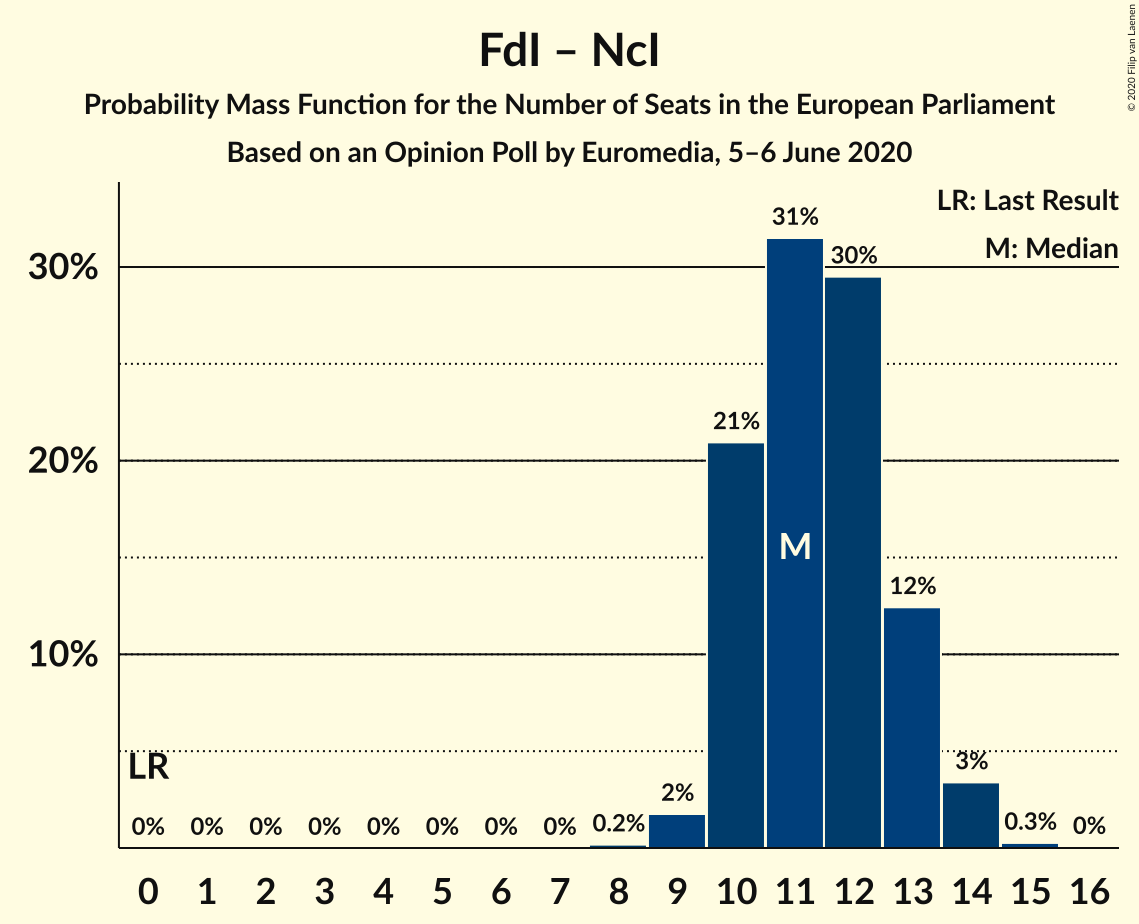 FdI – NcI
Probability Mass Function for the Number of Seats in the European Parliament
Based on an Opinion Poll by Euromedia, 5–6 June 2020
© 2020 Filip van Laenen
LR: Last Result
M: Median
30%
20%
10%
31%
30%
21%
M
12%
LR
3%
2%
0% 0% 0% 0% 0% 0% 0% 0% 0.2% 0.3% 0%
0 1 2 3 4 5 6 7 8 9 10 11 12 13 14 15 16